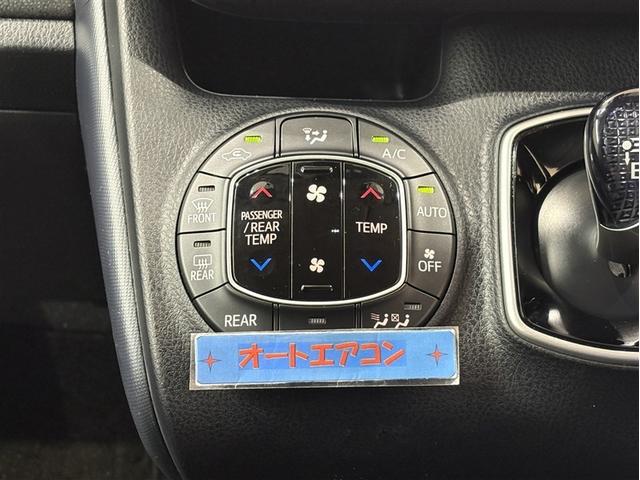 A/C
FRONT
PASSENGER
/REAR
TEMP
TEMP
AUTO
REAR
OFF
REAR
オートエアコン